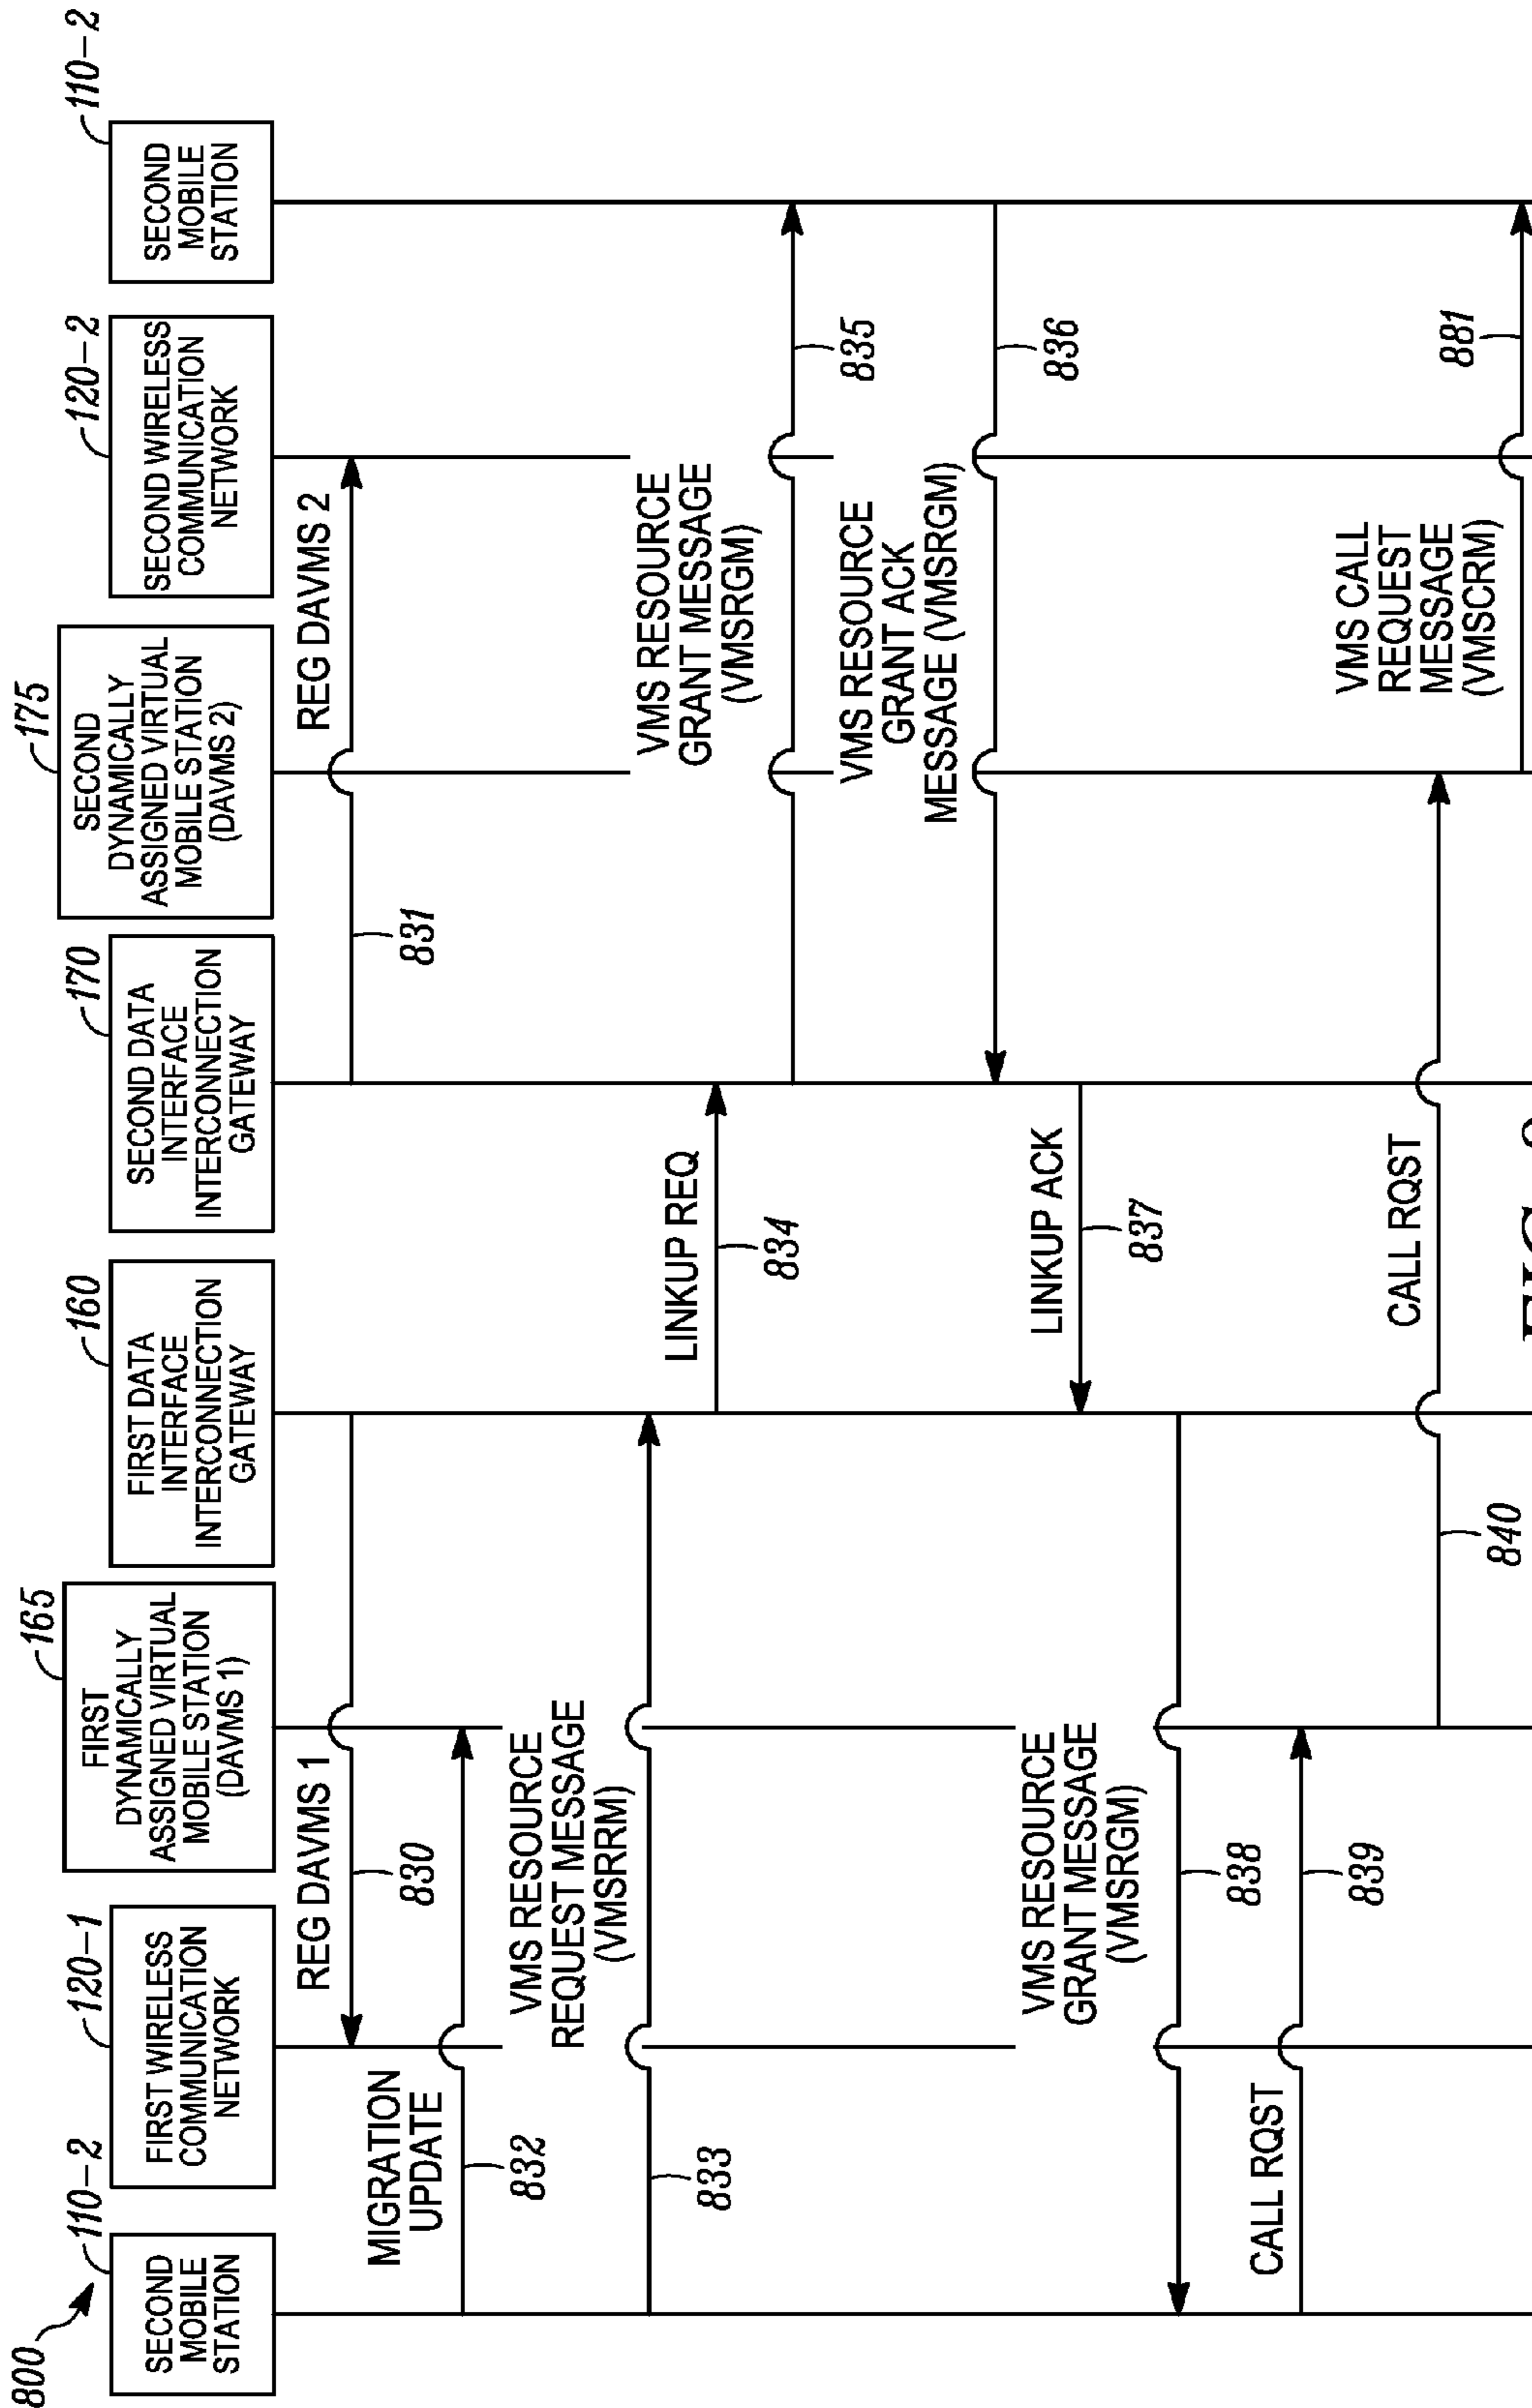 800
110-2
SECOND
MOBILE
STATION
120-1
FIRST WIRELESS
COMMUNICATION
NETWORK
165
FIRST
DYNAMICALLY
ASSIGNED VIRTUAL
MOBILE STATION
(DAVMS 1)
160
FIRST DATA
INTERFACE
INTERCONNECTION
GATEWAY
170
SECOND DATA
INTERFACE
INTERCONNECTION
GATEWAY
175
SECOND
DYNAMICALLY
ASSIGNED VIRTUAL
MOBILE STATION
(DAVMS 2)
120-2
SECOND WIRELESS
COMMUNICATION
NETWORK
110-2
SECOND
MOBILE
STATION
REG DAVMS 1
830
REG DAVMS 2
831
MIGRATION
UPDATE
832
VMS RESOURCE
REQUEST MESSAGE
(VMSRRM)
833
LINKUP REQ
834
VMS RESOURCE
GRANT MESSAGE
(VMSRGM)
835
VMS RESOURCE
GRANT ACK
MESSAGE (VMSRGM)
836
LINKUP ACK
837
VMS RESOURCE
GRANT MESSAGE
(VMSRGM)
838
CALL RQST
839
CALL RQST
840
VMS CALL
REQUEST
MESSAGE
(VMSCRM)
881